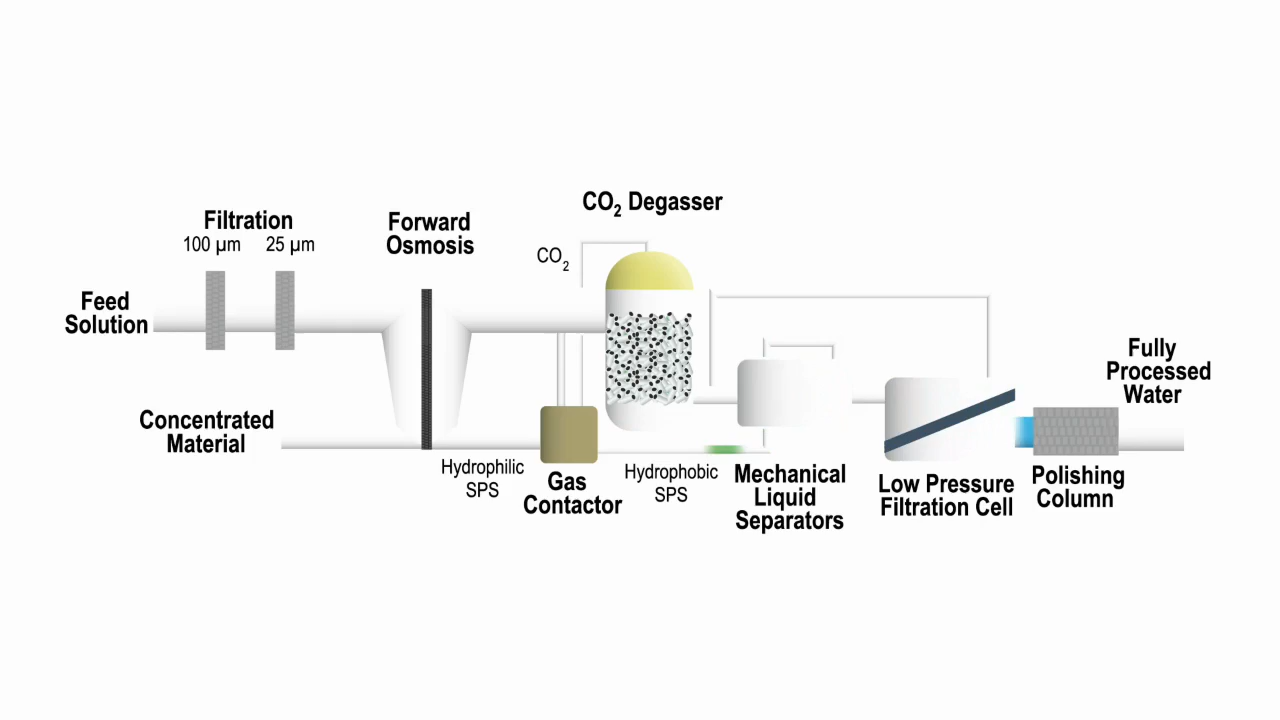 CO2 Degasser
Filtration
100 µm
25 µm
Forward
Osmosis
CO2
Feed
Solution
Fully
Processed
Water
Concentrated
Material
Hydrophilic
SPS
Gas
Contactor
Hydrophobic
SPS
Mechanical
Liquid
Separators
Low Pressure
Filtration Cell
Polishing
Column